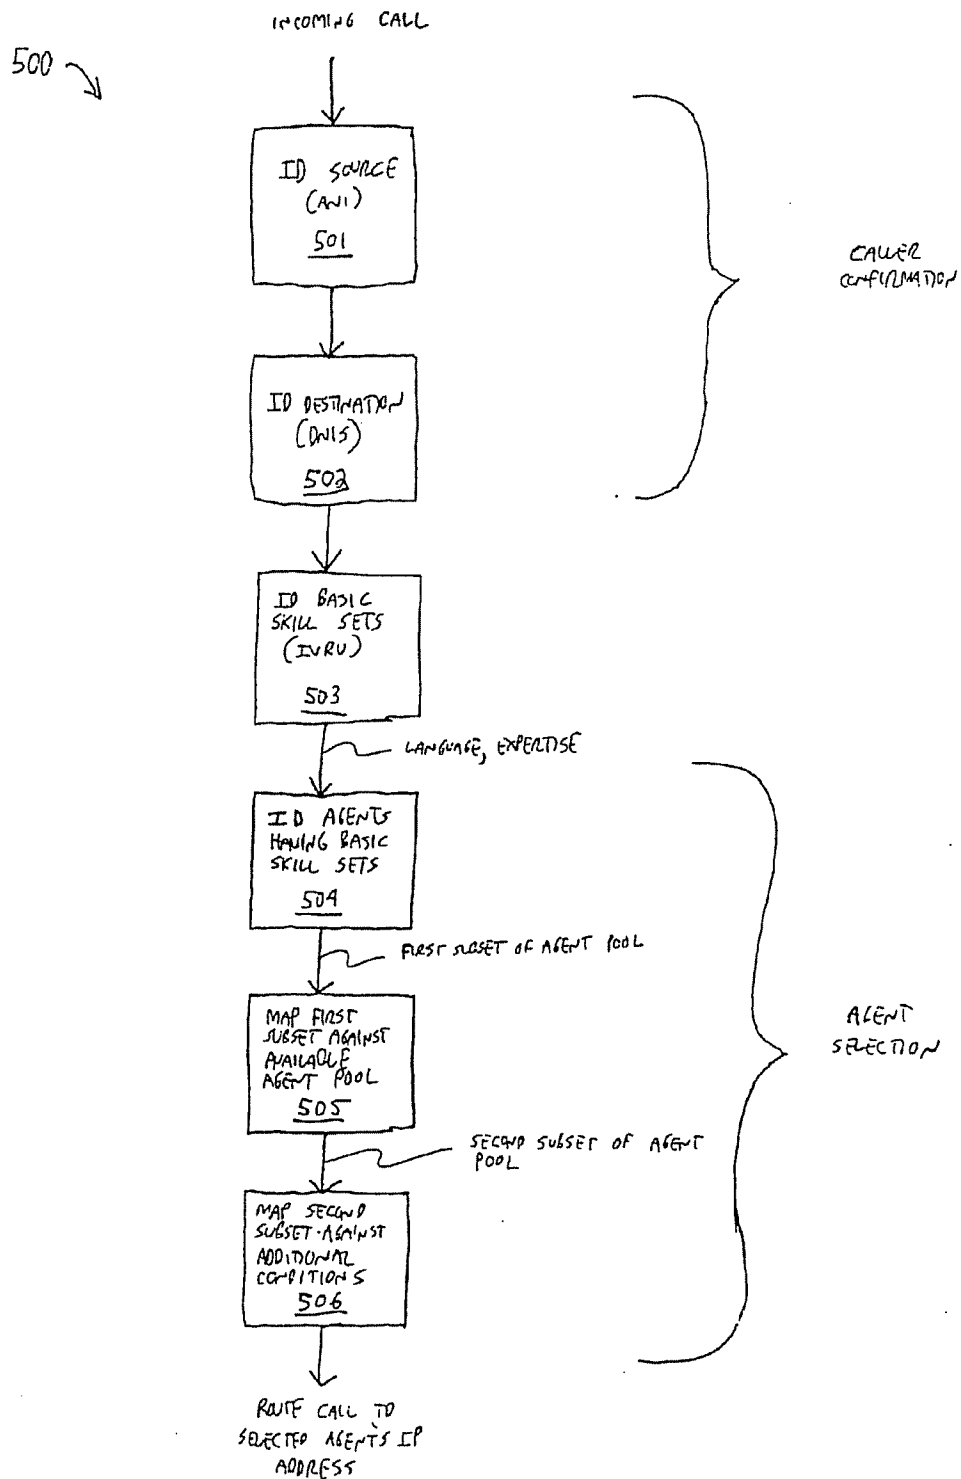 INCOMING CALL
500
ID SOURCE
(ANI)
501
CALLER
CONFIRMATION
ID DESTINATION
(DNIS)
502
ID BASIC
SKILL SETS
(IVRU)
503
LANGUAGE, EXPERTISE
ID AGENTS
HAVING BASIC
SKILL SETS
504
FIRST SUBSET OF AGENT POOL
MAP FIRST
SUBSET AGAINST
AVAILABLE
AGENT POOL
505
AGENT
SELECTION
SECOND SUBSET OF AGENT
POOL
MAP SECOND
SUBSET AGAINST
ADDITIONAL
CONDITIONS
506
ROUTE CALL TO
SELECTED AGENTS IP
ADDRESS